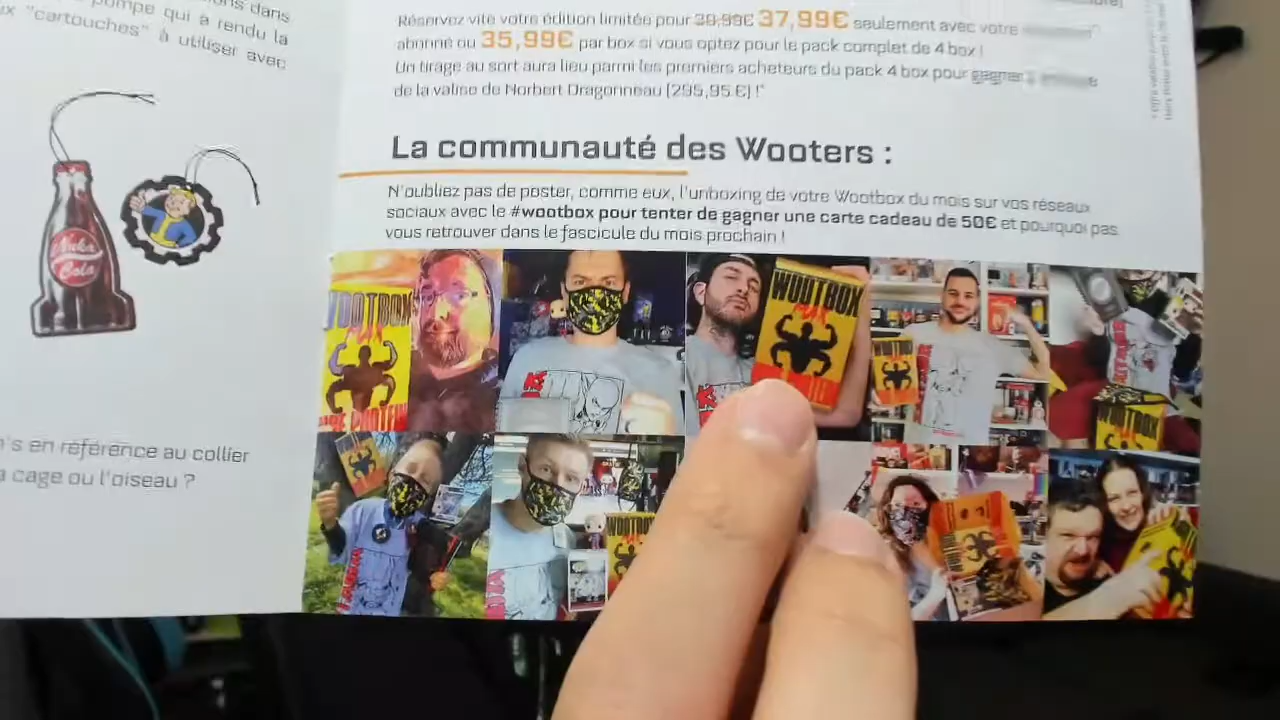 dans
pompe qui a rendu la
"cartouches" à utiliser avec
Nuka
Cola
's en référence au collier
cage ou l'oiseau ?
Réservez vite votre édition limitée pour 39,99€ 37,99€ seulement avec votre
abonné ou 35,99€ par box si vous optez pour le pack complet de 4 box !
Un tirage au sort aura lieu parmi les premiers acheteurs du pack 4 box pour gagner
de la valise de Norbert Dragonneau (295,95 €) !*
La communauté des Wooters :
N'oubliez pas de poster, comme eux, l'unboxing de votre Wootbox du mois sur vos réseaux
sociaux avec le #wootbox pour tenter de gagner une carte cadeau de 50€ et pourquoi pas
vous retrouver dans le fascicule du mois prochain !
WOOTBOX
WOOTBOX
WOOTBOX
WOOTBOX
WOOTBOX